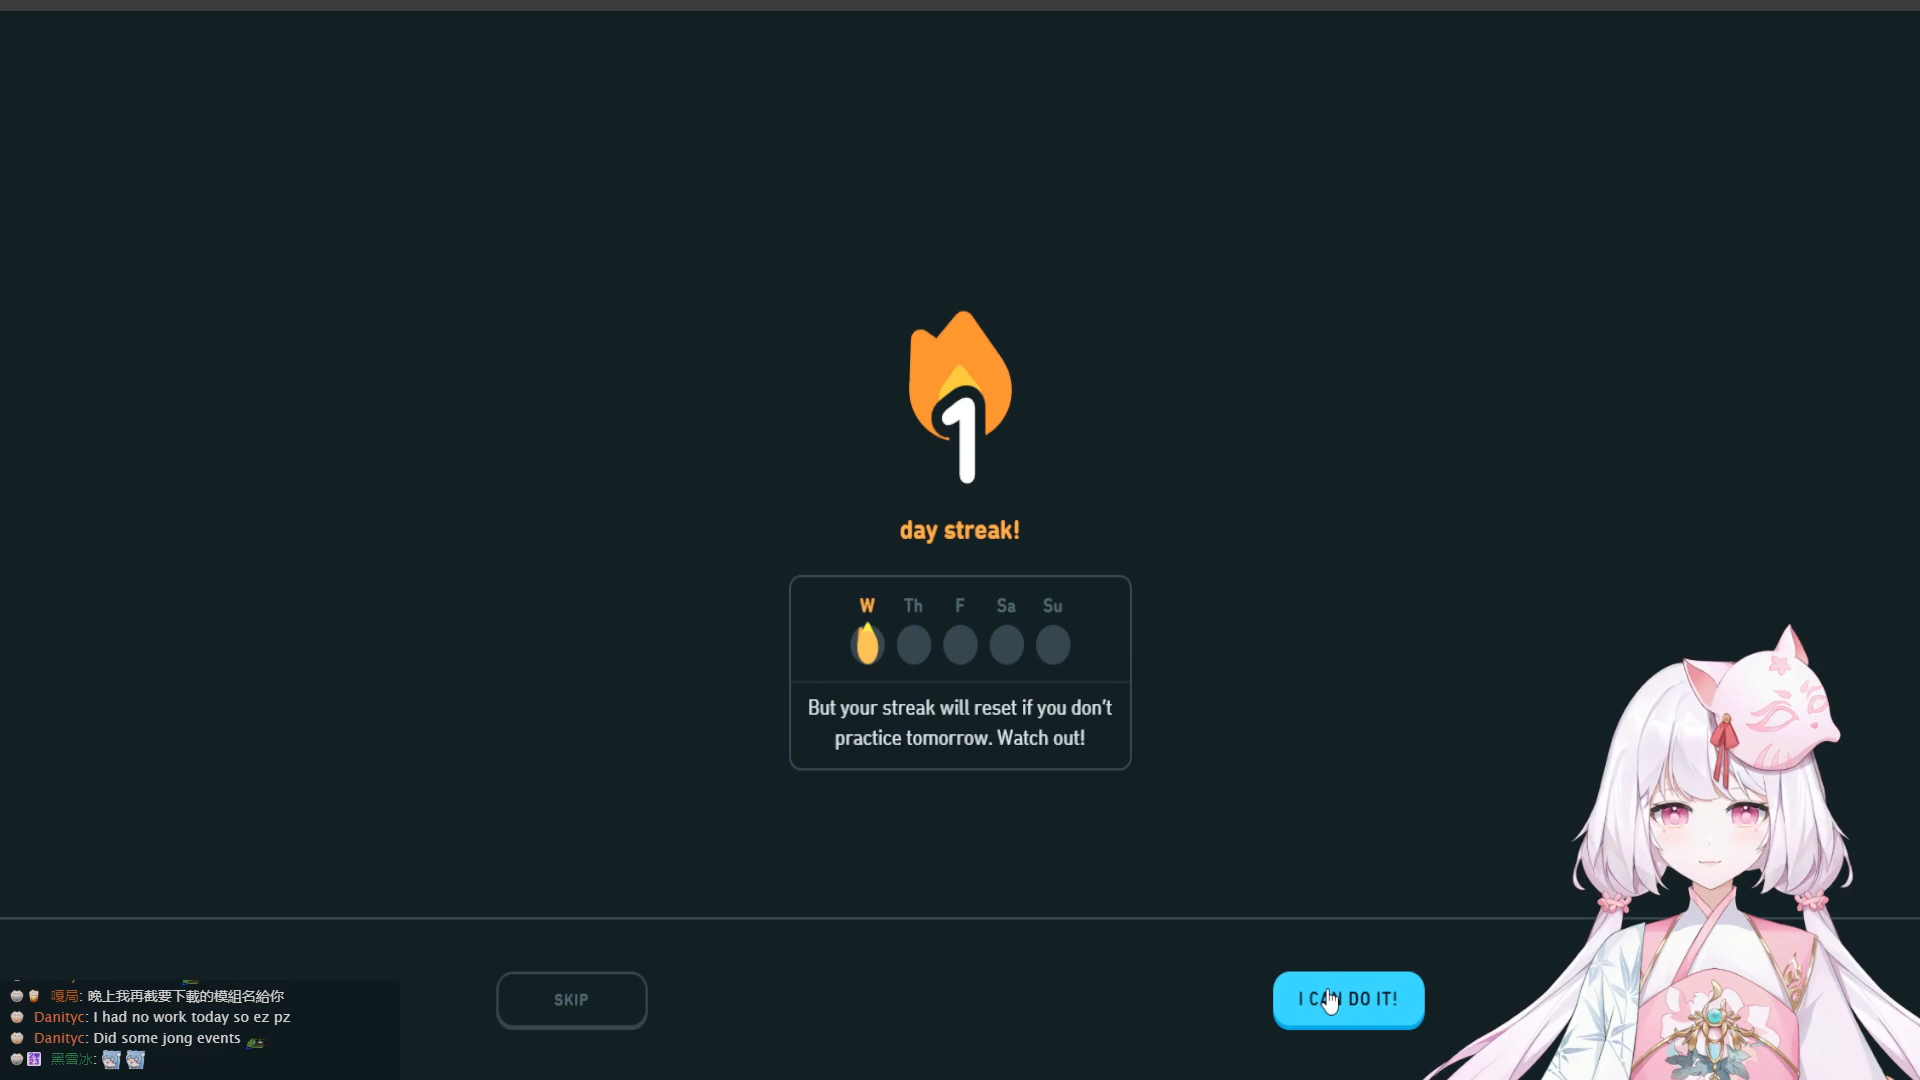 1
day streak!
W Th F Sa Su
But your streak will reset if you don't
practice tomorrow. Watch out!
SKIP
I CAN DO IT!
嘎局: 晚上我再截要下載的模組名給你
Danityc: I had no work today so ez pz
Danityc: Did some jong events
黑雪冰: